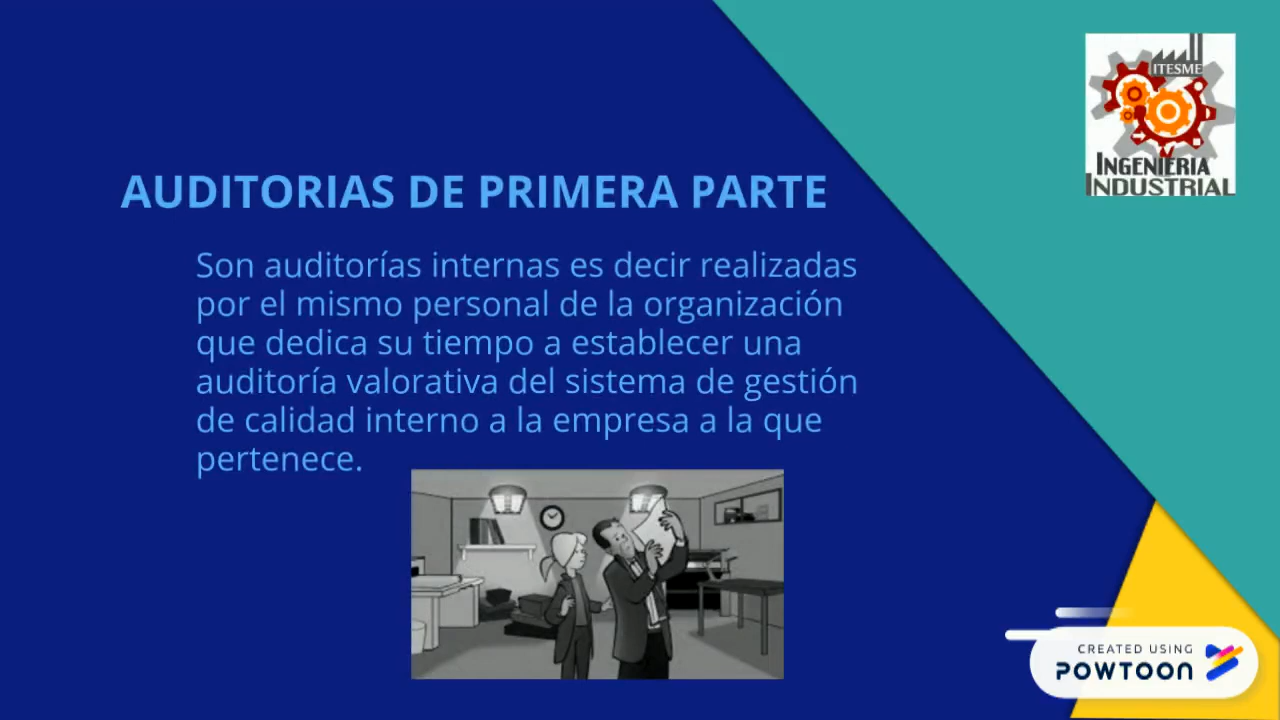 ITESME
INGENIERIA
INDUSTRIAL
AUDITORIAS DE PRIMERA PARTE
Son auditorías internas es decir realizadas
por el mismo personal de la organización
que dedica su tiempo a establecer una
auditoría valorativa del sistema de gestión
de calidad interno a la empresa a la que
pertenece.
CREATED USING
POWTOON